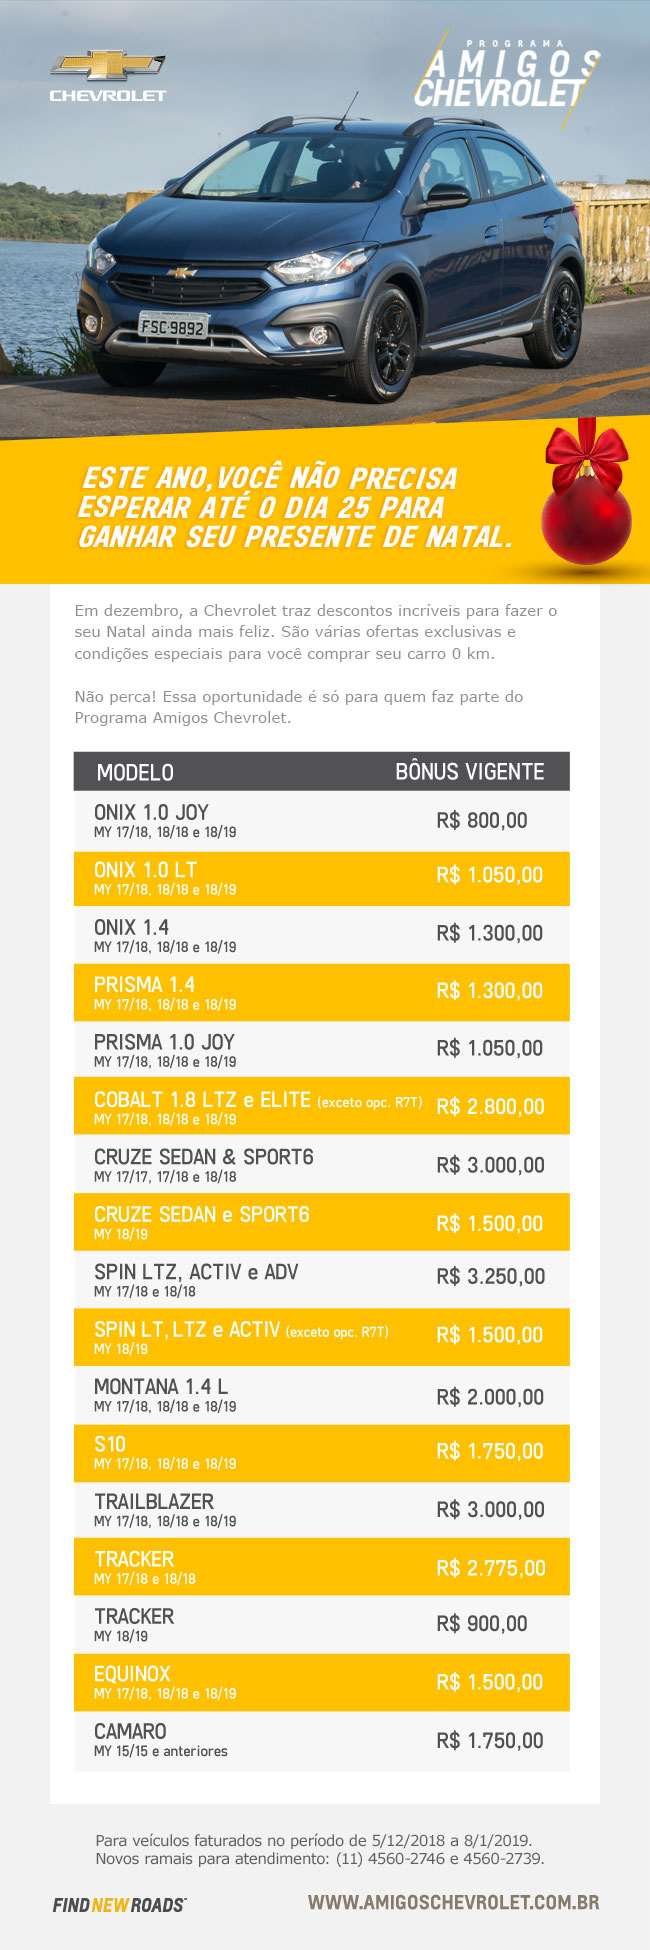 CHEVROLET
PROGRAMA
AMIGOS
CHEVROLET
FSC 9892
ESTE ANO, VOCÊ NÃO PRECISA
ESPERAR ATÉ O DIA 25 PARA
GANHAR SEU PRESENTE DE NATAL.
Em dezembro, a Chevrolet traz descontos incríveis para fazer o
seu Natal ainda mais feliz. São várias ofertas exclusivas e
condições especiais para você comprar seu carro 0 km.
Não perca! Essa oportunidade é só para quem faz parte do
Programa Amigos Chevrolet.
MODELO BÔNUS VIGENTE
ONIX 1.0 JOY
MY 17/18, 18/18 e 18/19
R$ 800,00
ONIX 1.0 LT
MY 17/18, 18/18 e 18/19
R$ 1.050,00
ONIX 1.4
MY 17/18, 18/18 e 18/19
R$ 1.300,00
PRISMA 1.4
MY 17/18, 18/18 e 18/19
R$ 1.300,00
PRISMA 1.0 JOY
MY 17/18, 18/18 e 18/19
R$ 1.050,00
COBALT 1.8 LTZ e ELITE (exceto opc. R7T)
MY 17/18, 18/18 e 18/19
R$ 2.800,00
CRUZE SEDAN & SPORT6
MY 17/17, 17/18 e 18/18
R$ 3.000,00
CRUZE SEDAN e SPORT6
MY 18/19
R$ 1.500,00
SPIN LTZ, ACTIV e ADV
MY 17/18 e 18/18
R$ 3.250,00
SPIN LT, LTZ e ACTIV (exceto opc. R7T)
MY 18/19
R$ 1.500,00
MONTANA 1.4 L
MY 17/18, 18/18 e 18/19
R$ 2.000,00
S10
MY 17/18, 18/18 e 18/19
R$ 1.750,00
TRAILBLAZER
MY 17/18, 18/18 e 18/19
R$ 3.000,00
TRACKER
MY 17/18 e 18/18
R$ 2.775,00
TRACKER
MY 18/19
R$ 900,00
EQUINOX
MY 17/18, 18/18 e 18/19
R$ 1.500,00
CAMARO
MY 15/15 e anteriores
R$ 1.750,00
Para veículos faturados no período de 5/12/2018 a 8/1/2019.
Novos ramais para atendimento: (11) 4560-2746 e 4560-2739.
FIND NEW ROADS™ WWW.AMIGOSCHEVROLET.COM.BR